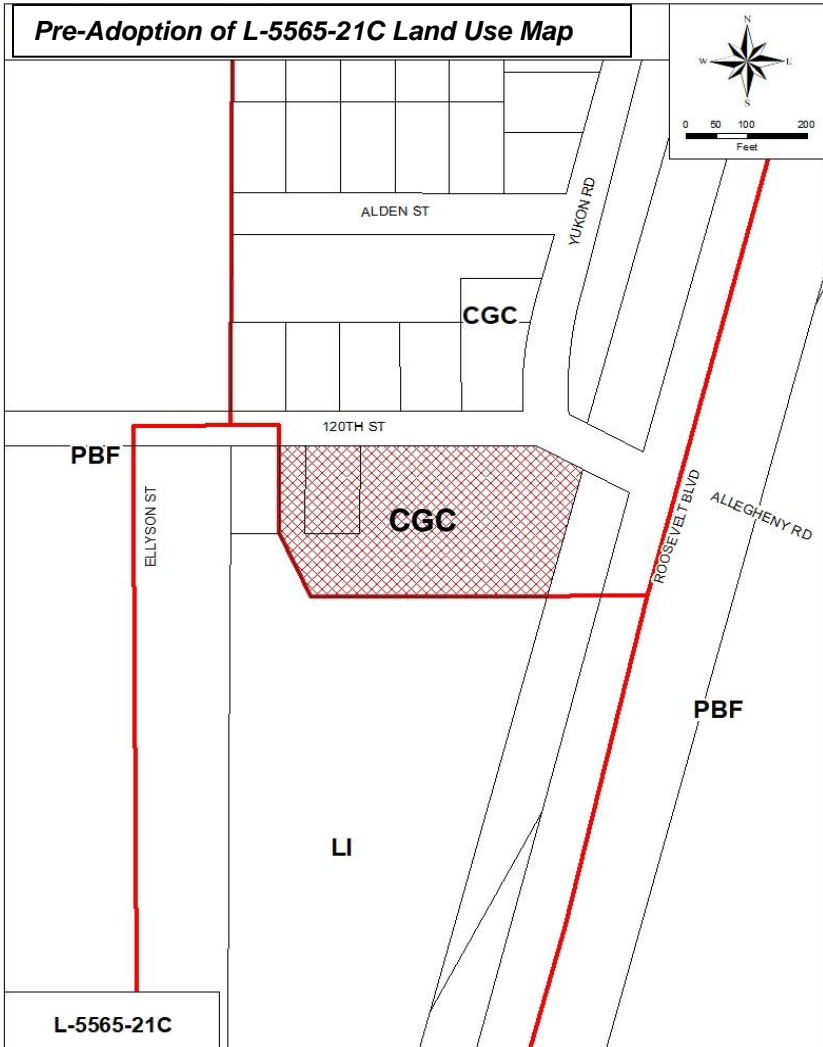 Pre-Adoption of L-5565-21C Land Use Map
N
W E
S
0 50 100 200
Feet
ALDEN ST
YUKON RD
CGC
120TH ST
PBF
ELLYSON ST
CGC
ROOSEVELT BLVD
ALLEGHENY RD
PBF
LI
L-5565-21C